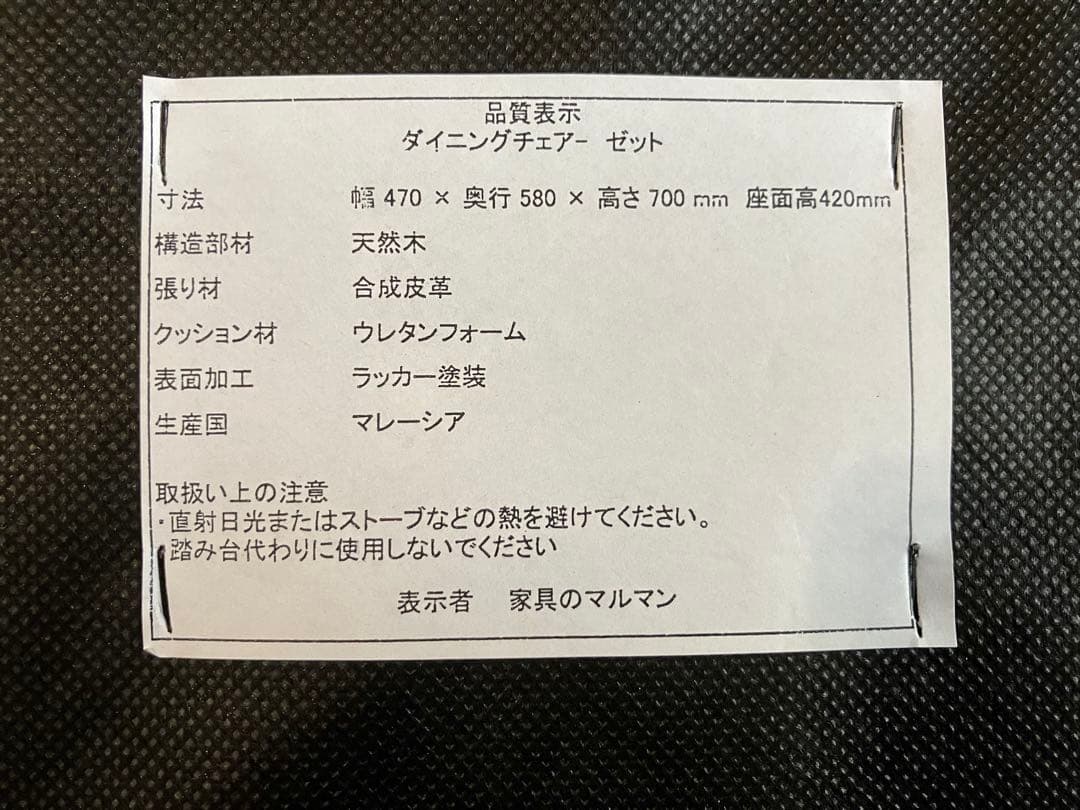 品質表示
ダイニングチェアー ゼット
寸法 幅 470 × 奥行 580 × 高さ 700 mm 座面高420mm
構造部材 天然木
張り材 合成皮革
クッション材 ウレタンフォーム
表面加工 ラッカー塗装
生産国 マレーシア
取扱い上の注意
・直射日光またはストーブなどの熱を避けてください。
・踏み台代わりに使用しないでください
表示者 家具のマルマン